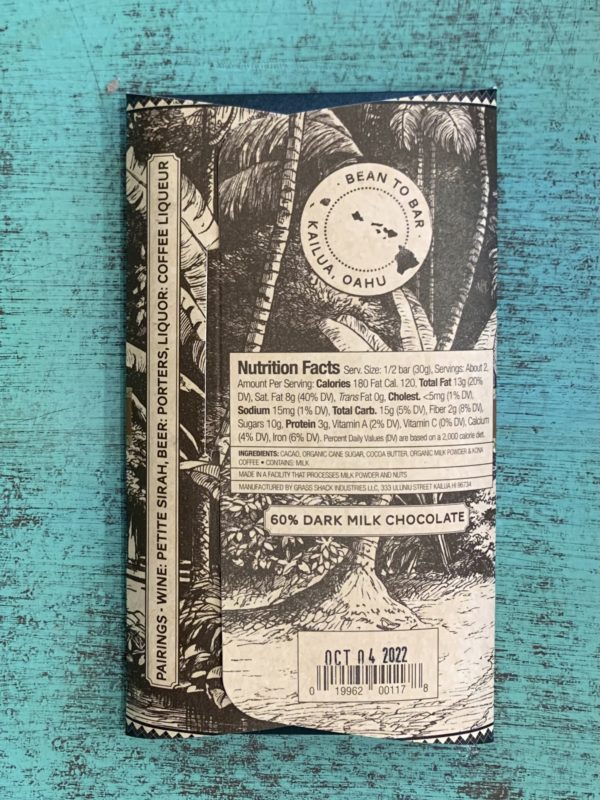 BEAN TO BAR
KAILUA, OAHU
PAIRINGS · WINE: PETITE SIRAH, BEER: PORTERS, LIQUOR: COFFEE LIQUEUR
Nutrition Facts Serv. Size: 1/2 bar (30g), Servings: About 2,
Amount Per Serving: Calories 180 Fat Cal. 120, Total Fat 13g (20%
DV), Sat. Fat 8g (40% DV), Trans Fat 0g, Cholest. <5mg (1% DV),
Sodium 15mg (1% DV), Total Carb. 15g (5% DV), Fiber 2g (8% DV),
Sugars 10g, Protein 3g, Vitamin A (2% DV), Vitamin C (0% DV), Calcium
(4% DV), Iron (6% DV). Percent Daily Values (DV) are based on a 2,000 calorie diet.
INGREDIENTS: CACAO, ORGANIC CANE SUGAR, COCOA BUTTER, ORGANIC MILK POWDER & KONA
COFFEE • CONTAINS: MILK
MADE IN A FACILITY THAT PROCESSES MILK POWDER AND NUTS
MANUFACTURED BY GRASS SHACK INDUSTRIES LLC, 333 ULUNIU STREET KAILUA HI 96734
60% DARK MILK CHOCOLATE
OCT 04 2022
0 19962 00117 8